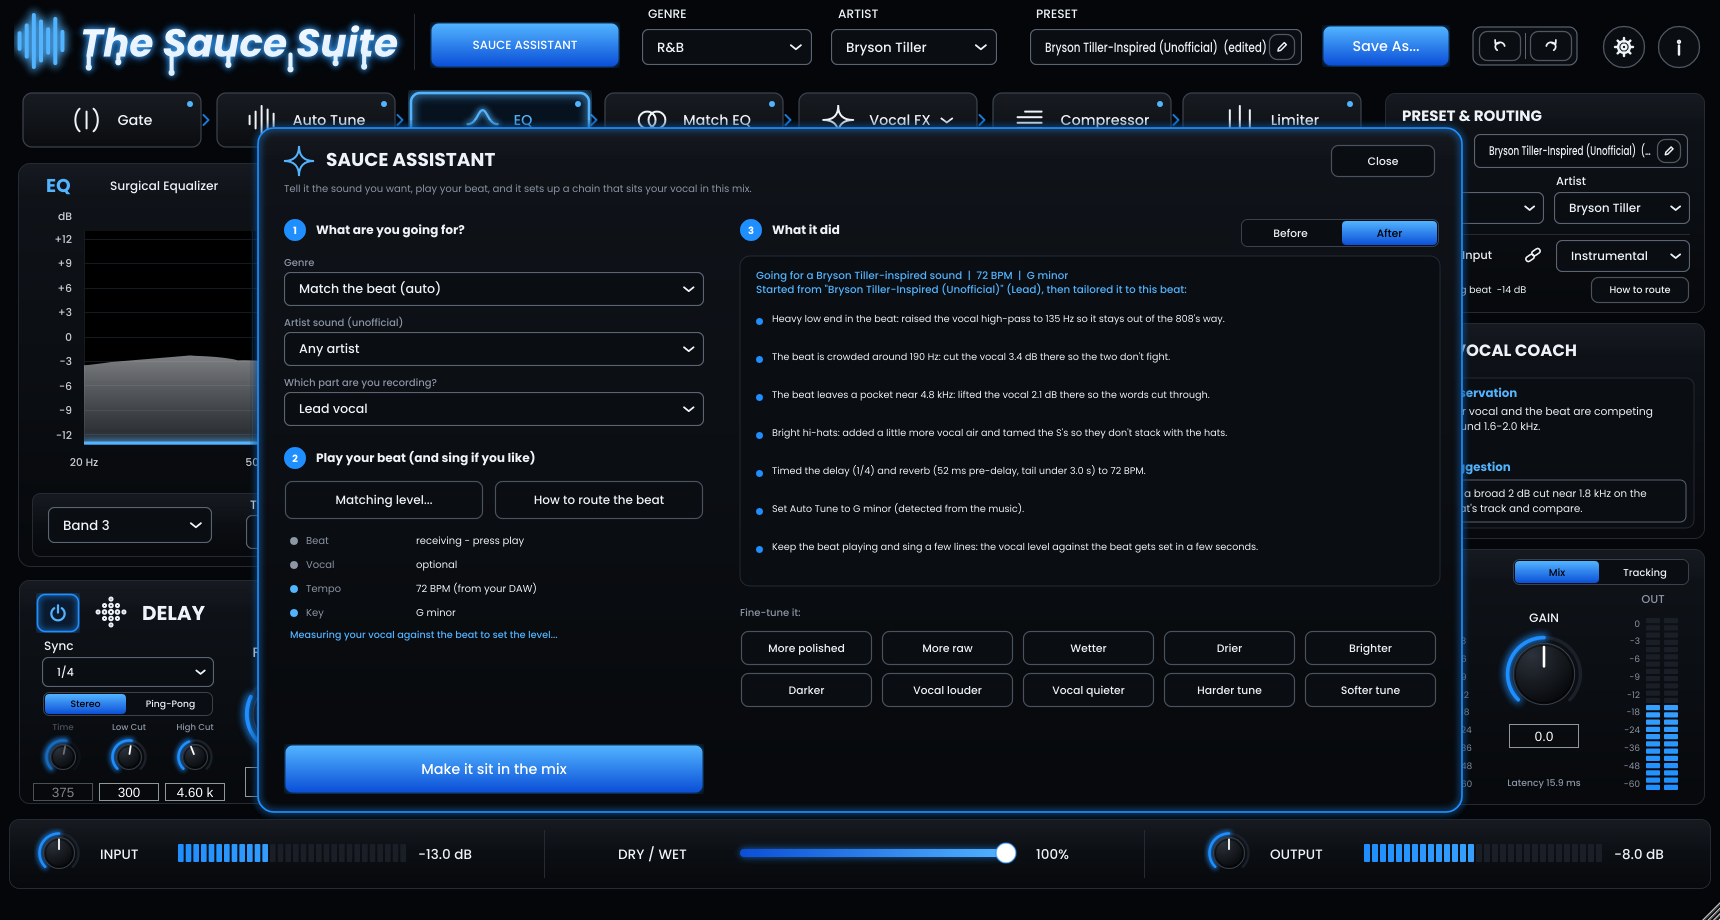 The Sauce Suite
SAUCE ASSISTANT
GENRE
R&B
ARTIST
Bryson Tiller
PRESET
Bryson Tiller-Inspired (Unofficial) (edited)
Save As...
Gate
Auto Tune
EQ
Match EQ
Vocal FX
Compressor
Limiter
PRESET & ROUTING
Bryson Tiller-Inspired (Unofficial) (...
Artist
Bryson Tiller
Input
Instrumental
beat -14 dB
How to route
EQ
Surgical Equalizer
dB
+12
+9
+6
+3
0
-3
-6
-9
-12
20 Hz
50
Band 3
SAUCE ASSISTANT
Close
Tell it the sound you want, play your beat, and it sets up a chain that sits your vocal in this mix.
1 What are you going for?
Genre
Match the beat (auto)
Artist sound (unofficial)
Any artist
Which part are you recording?
Lead vocal
2 Play your beat (and sing if you like)
Matching level...
How to route the beat
Beat receiving - press play
Vocal optional
Tempo 72 BPM (from your DAW)
Key G minor
Measuring your vocal against the beat to set the level...
Make it sit in the mix
3 What it did
Before
After
Going for a Bryson Tiller-inspired sound | 72 BPM | G minor
Started from "Bryson Tiller-Inspired (Unofficial)" (Lead), then tailored it to this beat:
Heavy low end in the beat: raised the vocal high-pass to 135 Hz so it stays out of the 808's way.
The beat is crowded around 190 Hz: cut the vocal 3.4 dB there so the two don't fight.
The beat leaves a pocket near 4.8 kHz: lifted the vocal 2.1 dB there so the words cut through.
Bright hi-hats: added a little more vocal air and tamed the S's so they don't stack with the hats.
Timed the delay (1/4) and reverb (52 ms pre-delay, tail under 3.0 s) to 72 BPM.
Set Auto Tune to G minor (detected from the music).
Keep the beat playing and sing a few lines: the vocal level against the beat gets set in a few seconds.
Fine-tune it:
More polished
More raw
Wetter
Drier
Brighter
Darker
Vocal louder
Vocal quieter
Harder tune
Softer tune
VOCAL COACH
servation
r vocal and the beat are competing
und 1.6-2.0 kHz.
ggestion
a broad 2 dB cut near 1.8 kHz on the
at's track and compare.
DELAY
Sync
1/4
Stereo
Ping-Pong
Time
Low Cut
High Cut
375
300
4.60 k
Mix
Tracking
OUT
GAIN
0
-3
-6
-9
-12
-18
-24
-36
-48
-60
0.0
Latency 15.9 ms
INPUT
-13.0 dB
DRY / WET
100%
OUTPUT
-8.0 dB